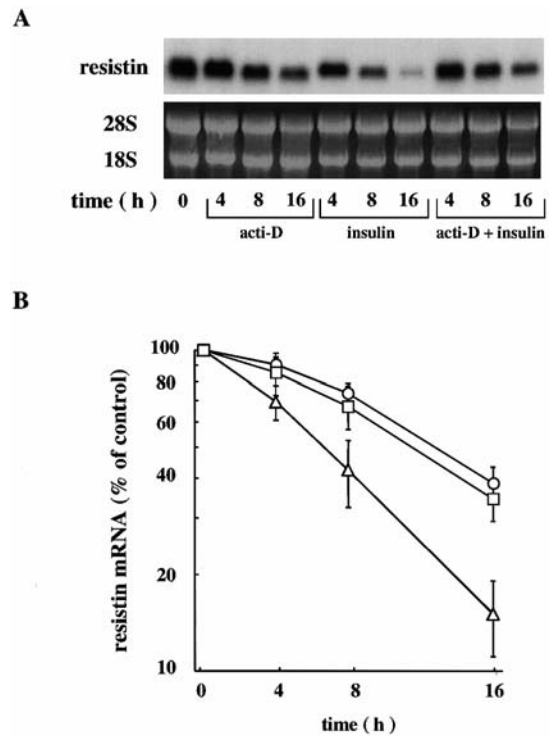 A
resistin
28S
18S
time ( h ) 0 4 8 16 4 8 16 4 8 16
acti-D insulin acti-D + insulin
B
100
80
60
40
20
10
resistin mRNA (% of control)
0 4 8 16
time ( h )